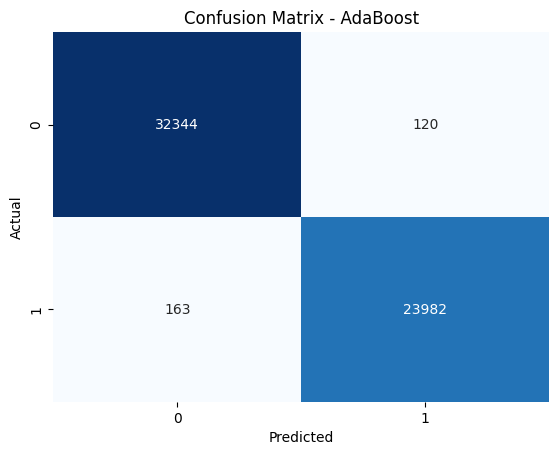 Confusion Matrix - AdaBoost
Actual
0
32344 120
1
163 23982
0 1
Predicted